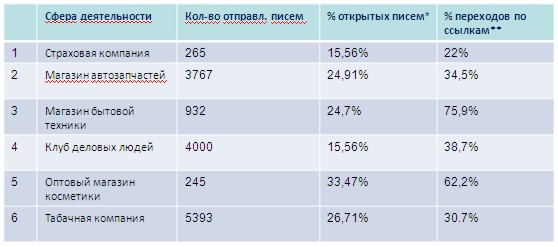 Сфера деятельности Кол-во отправл. писем % открытых писем* % переходов по
ссылкам**
1 Страховая компания 265 15,56% 22%
2 Магазин автозапчастей 3767 24,91% 34,5%
3 Магазин бытовой 932 24,7% 75,9%
техники
4 Клуб деловых людей 4000 15,56% 38,7%
5 Оптовый магазин 245 33,47% 62,2%
косметики
6 Табачная компания 5393 26,71% 30.7%